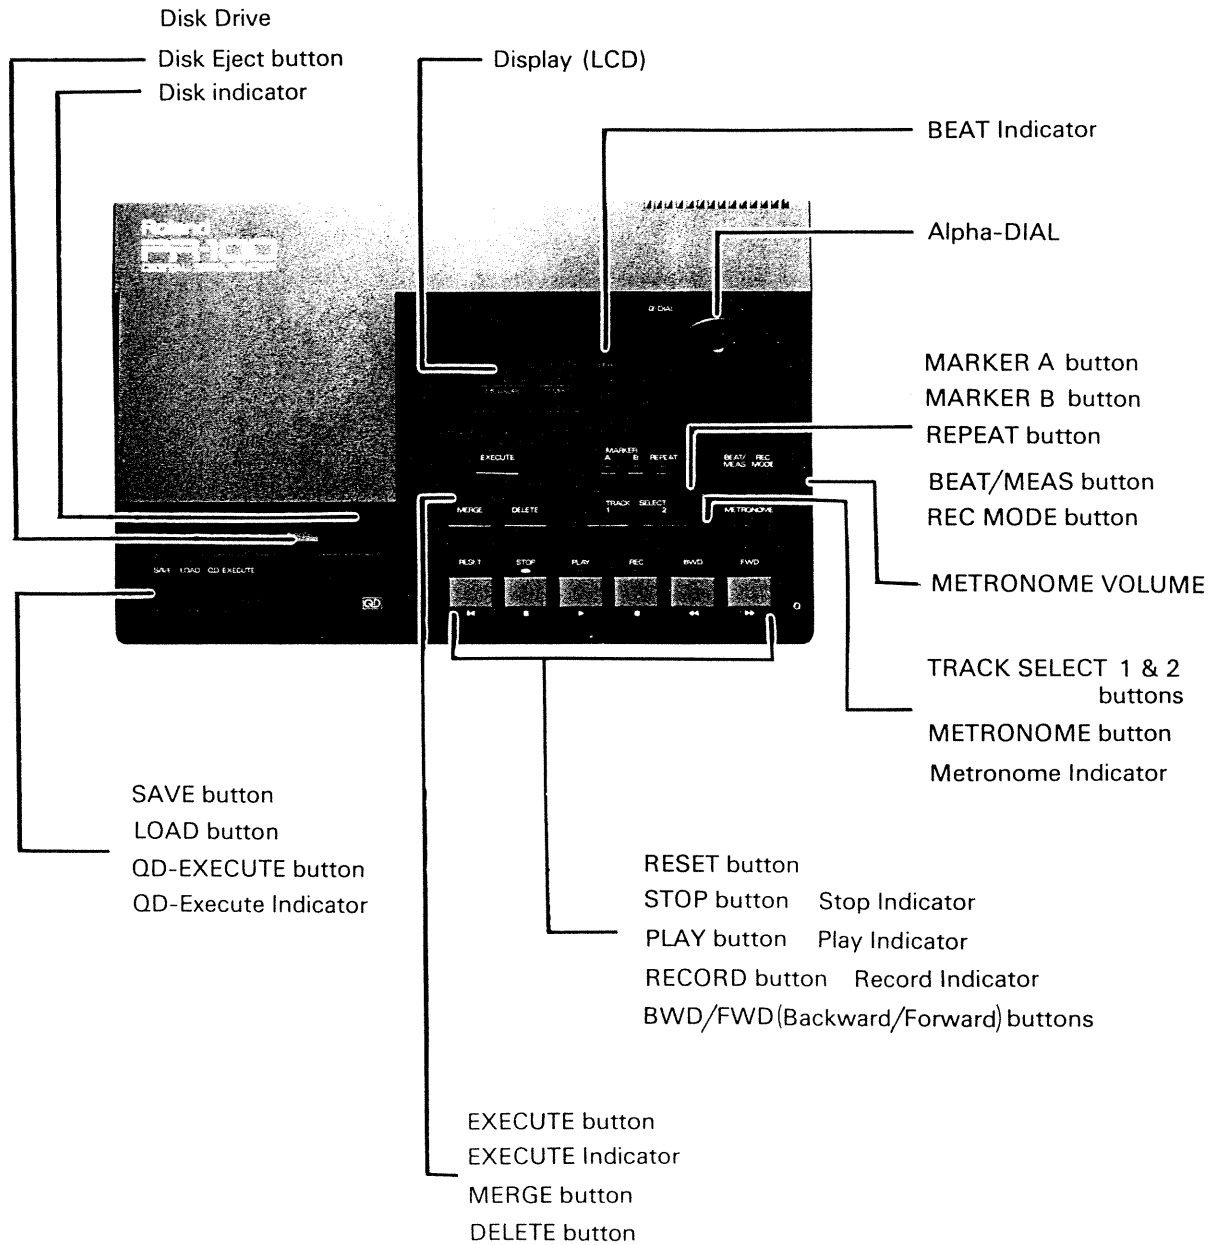 Disk Drive
Disk Eject button
Disk indicator
Display (LCD)
BEAT Indicator
Alpha-DIAL
MARKER A button
MARKER B button
REPEAT button
BEAT/MEAS button
REC MODE button
METRONOME VOLUME
TRACK SELECT 1 & 2
buttons
METRONOME button
Metronome Indicator
Roland
α-DIAL
EXECUTE
MARKER
A B REPEAT
BEAT/ REC
MEAS MODE
MERGE DELETE
TRACK SELECT
1 2
METRONOME
SAVE LOAD QD EXECUTE
RESET STOP PLAY REC BWD FWD
QD
SAVE button
LOAD button
QD-EXECUTE button
QD-Execute Indicator
RESET button
STOP button Stop Indicator
PLAY button Play Indicator
RECORD button Record Indicator
BWD/FWD(Backward/Forward) buttons
EXECUTE button
EXECUTE Indicator
MERGE button
DELETE button